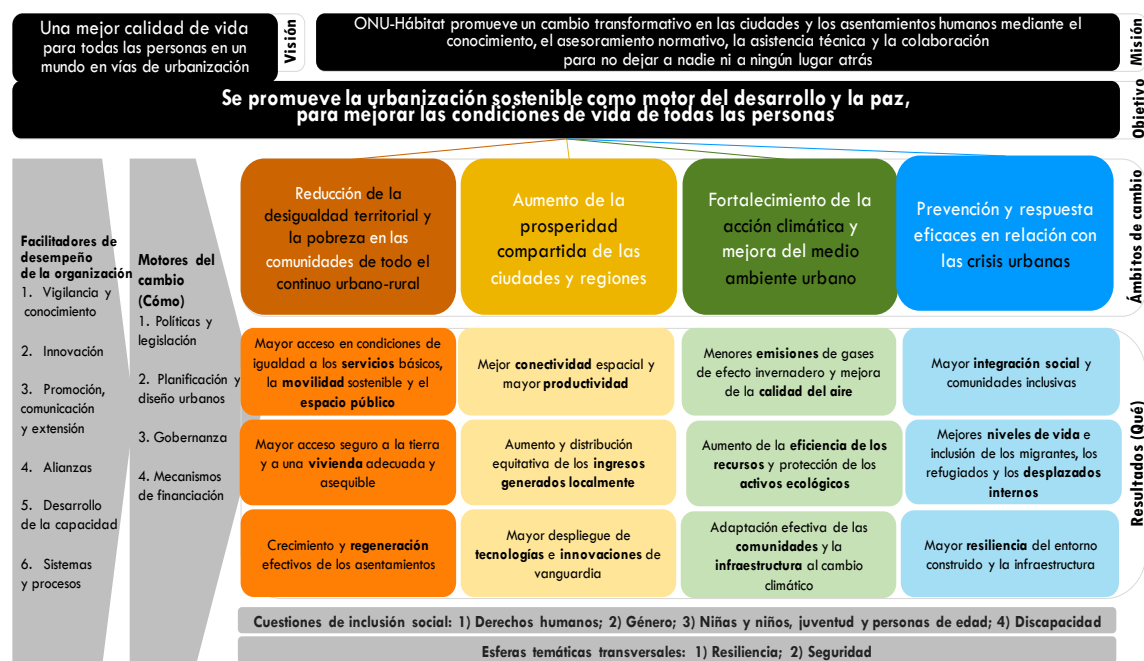 Una mejor calidad de vida
para todas las personas en un
mundo en vías de urbanización
Visión
ONU-Hábitat promueve un cambio transformativo en las ciudades y los asentamientos humanos mediante el
conocimiento, el asesoramiento normativo, la asistencia técnica y la colaboración
para no dejar a nadie ni a ningún lugar atrás
Misión
Se promueve la urbanización sostenible como motor del desarrollo y la paz,
para mejorar las condiciones de vida de todas las personas
Objetivo
Facilitadores de
desempeño
de la organización
1. Vigilancia y
conocimiento
2. Innovación
3. Promoción,
comunicación
y extensión
4. Alianzas
5. Desarrollo
de la capacidad
6. Sistemas
y procesos
Motores del
cambio
(Cómo)
1. Políticas y
legislación
2. Planificación y
diseño urbanos
3. Gobernanza
4. Mecanismos
de financiación
Reducción de la
desigualdad territorial y
la pobreza en las
comunidades de todo el
continuo urbano-rural
Aumento de la
prosperidad
compartida de las
ciudades y regiones
Fortalecimiento de la
acción climática y
mejora del medio
ambiente urbano
Prevención y respuesta
eficaces en relación con
las crisis urbanas
Ámbitos de cambio
Mayor acceso en condiciones de
igualdad a los servicios básicos,
la movilidad sostenible y el
espacio público
Mejor conectividad espacial y
mayor productividad
Menores emisiones de gases
de efecto invernadero y mejora
de la calidad del aire
Mayor integración social y
comunidades inclusivas
Mayor acceso seguro a la tierra
y a una vivienda adecuada y
asequible
Aumento y distribución
equitativa de los ingresos
generados localmente
Aumento de la eficiencia de los
recursos y protección de los
activos ecológicos
Mejores niveles de vida e
inclusión de los migrantes, los
refugiados y los desplazados
internos
Crecimiento y regeneración
efectivos de los asentamientos
Mayor despliegue de
tecnologías e innovaciones de
vanguardia
Adaptación efectiva de las
comunidades y la
infraestructura al cambio
climático
Mayor resiliencia del entorno
construido y la infraestructura
Resultados (Qué)
Cuestiones de inclusión social: 1) Derechos humanos; 2) Género; 3) Niñas y niños, juventud y personas de edad; 4) Discapacidad
Esferas temáticas transversales: 1) Resiliencia; 2) Seguridad